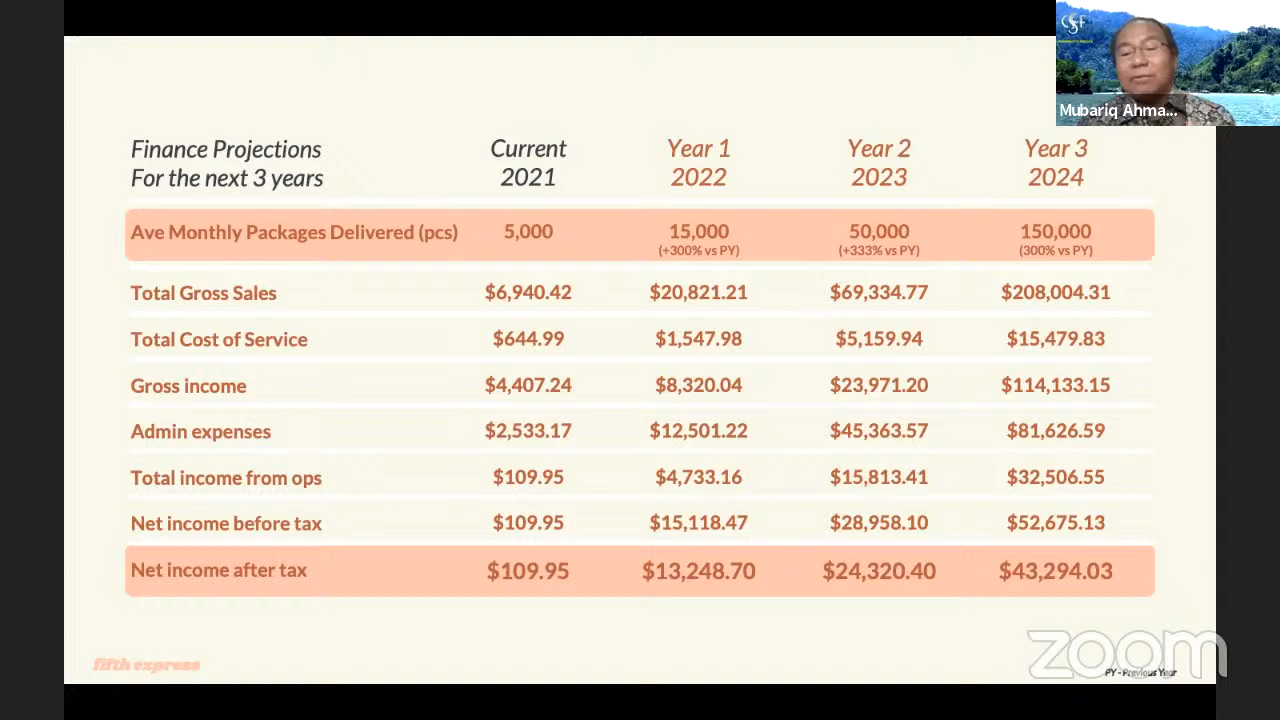 CSF
Mubariq Ahma...
Finance Projections
For the next 3 years
Current
2021
Year 1
2022
Year 2
2023
Year 3
2024
Ave Monthly Packages Delivered (pcs)
5,000
15,000
(+300% vs PY)
50,000
(+333% vs PY)
150,000
(300% vs PY)
Total Gross Sales $6,940.42 $20,821.21 $69,334.77 $208,004.31
Total Cost of Service $644.99 $1,547.98 $5,159.94 $15,479.83
Gross income $4,407.24 $8,320.04 $23,971.20 $114,133.15
Admin expenses $2,533.17 $12,501.22 $45,363.57 $81,626.59
Total income from ops $109.95 $4,733.16 $15,813.41 $32,506.55
Net income before tax $109.95 $15,118.47 $28,958.10 $52,675.13
Net income after tax $109.95 $13,248.70 $24,320.40 $43,294.03
fifth express
zoom
PY - Previous Year